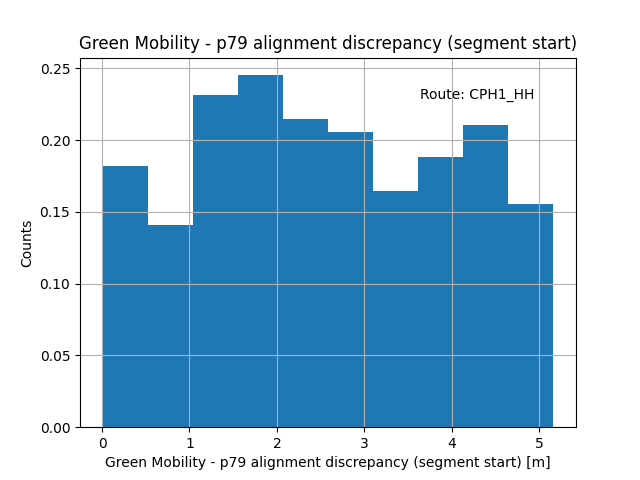 Green Mobility - p79 alignment discrepancy (segment start)
Route: CPH1_HH
Counts
0.25
0.20
0.15
0.10
0.05
0.00
0 1 2 3 4 5
Green Mobility - p79 alignment discrepancy (segment start) [m]